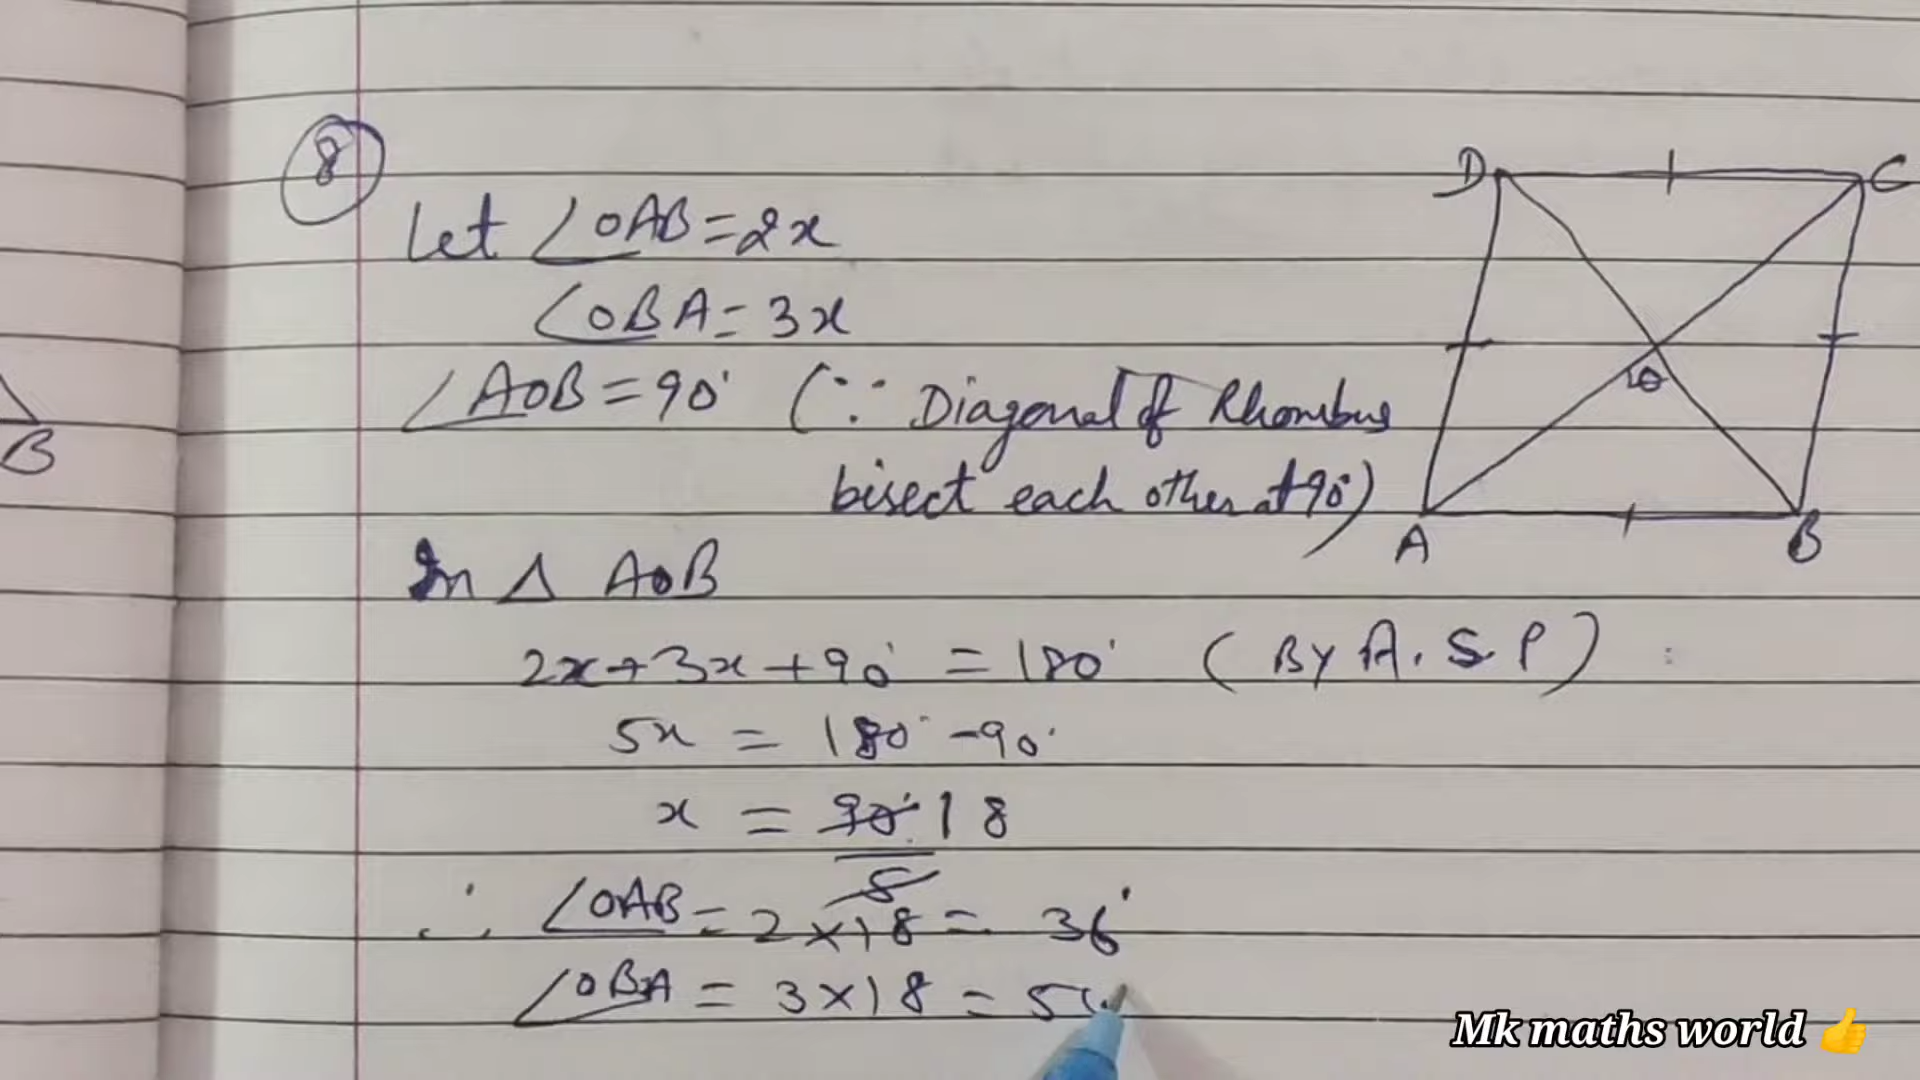 8
Let ∠OAB = 2x
∠OBA = 3x
∠AOB = 90° (∵ Diagonal of Rhombus
bisect each other at 90°)
In △ AOB
2x + 3x + 90° = 180° (By A.S.P)
5x = 180° - 90°
x = 90° 18
5
∴ ∠OAB = 2 × 18 = 36°
∠OBA = 3 × 18 = 5
D
C
O
A
B
B
Mk maths world 👍